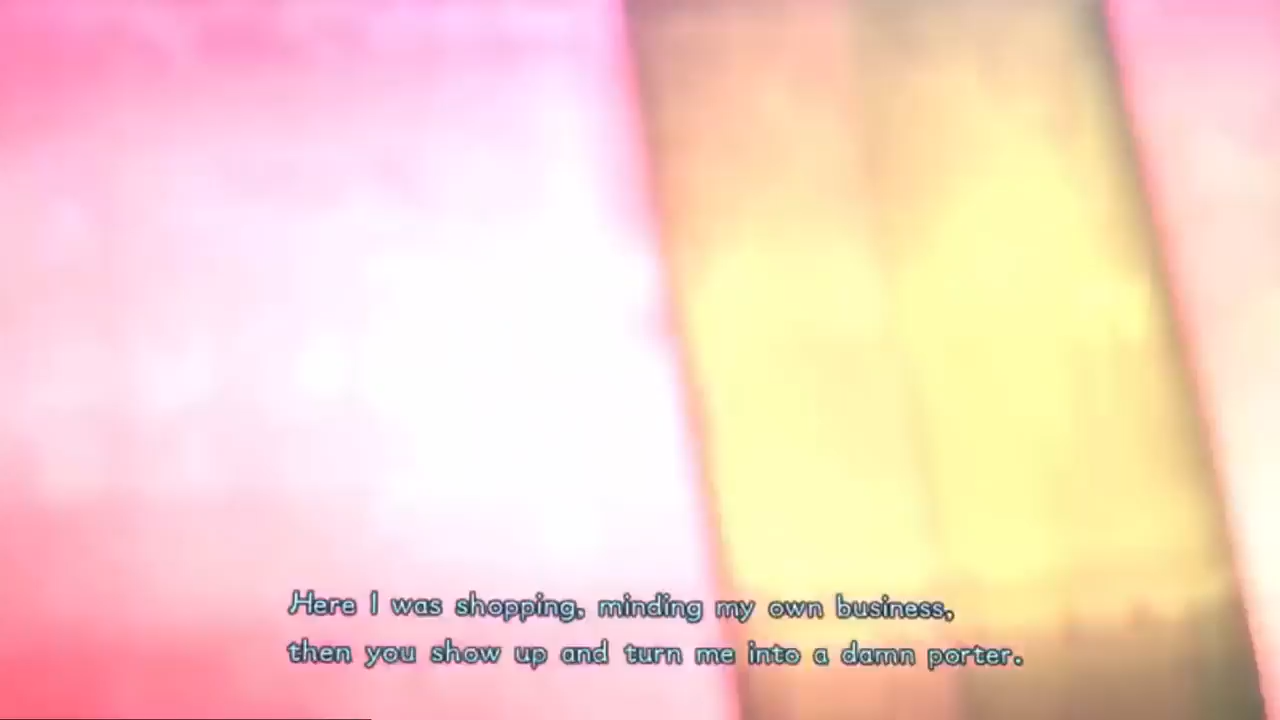 Here I was shopping, minding my own business,
then you show up and turn me into a damn porter.